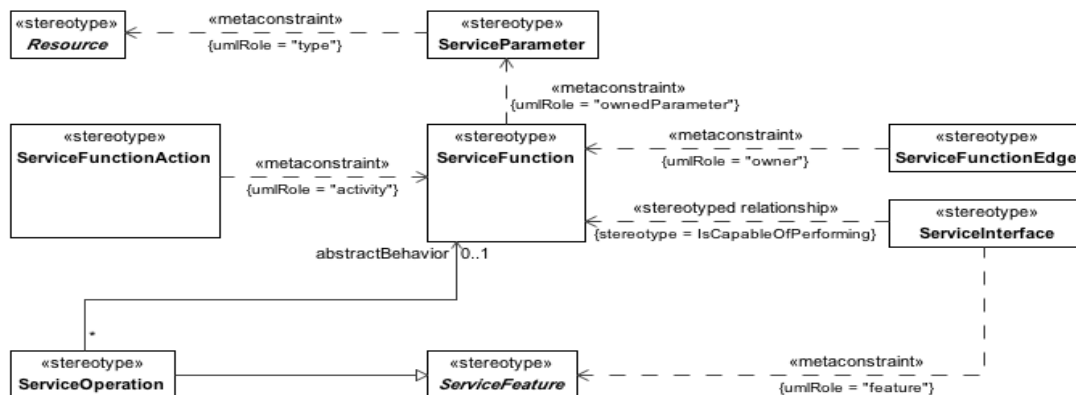 «stereotype»
Resource
«metaconstraint»
{umlRole = "type"}
«stereotype»
ServiceParameter
«metaconstraint»
{umlRole = "ownedParameter"}
«stereotype»
ServiceFunctionAction
«metaconstraint»
{umlRole = "activity"}
«stereotype»
ServiceFunction
«metaconstraint»
{umlRole = "owner"}
«stereotype»
ServiceFunctionEdge
«stereotyped relationship»
{stereotype = IsCapableOfPerforming}
«stereotype»
ServiceInterface
abstractBehavior 0..1
*
«stereotype»
ServiceOperation
«stereotype»
ServiceFeature
«metaconstraint»
{umlRole = "feature"}